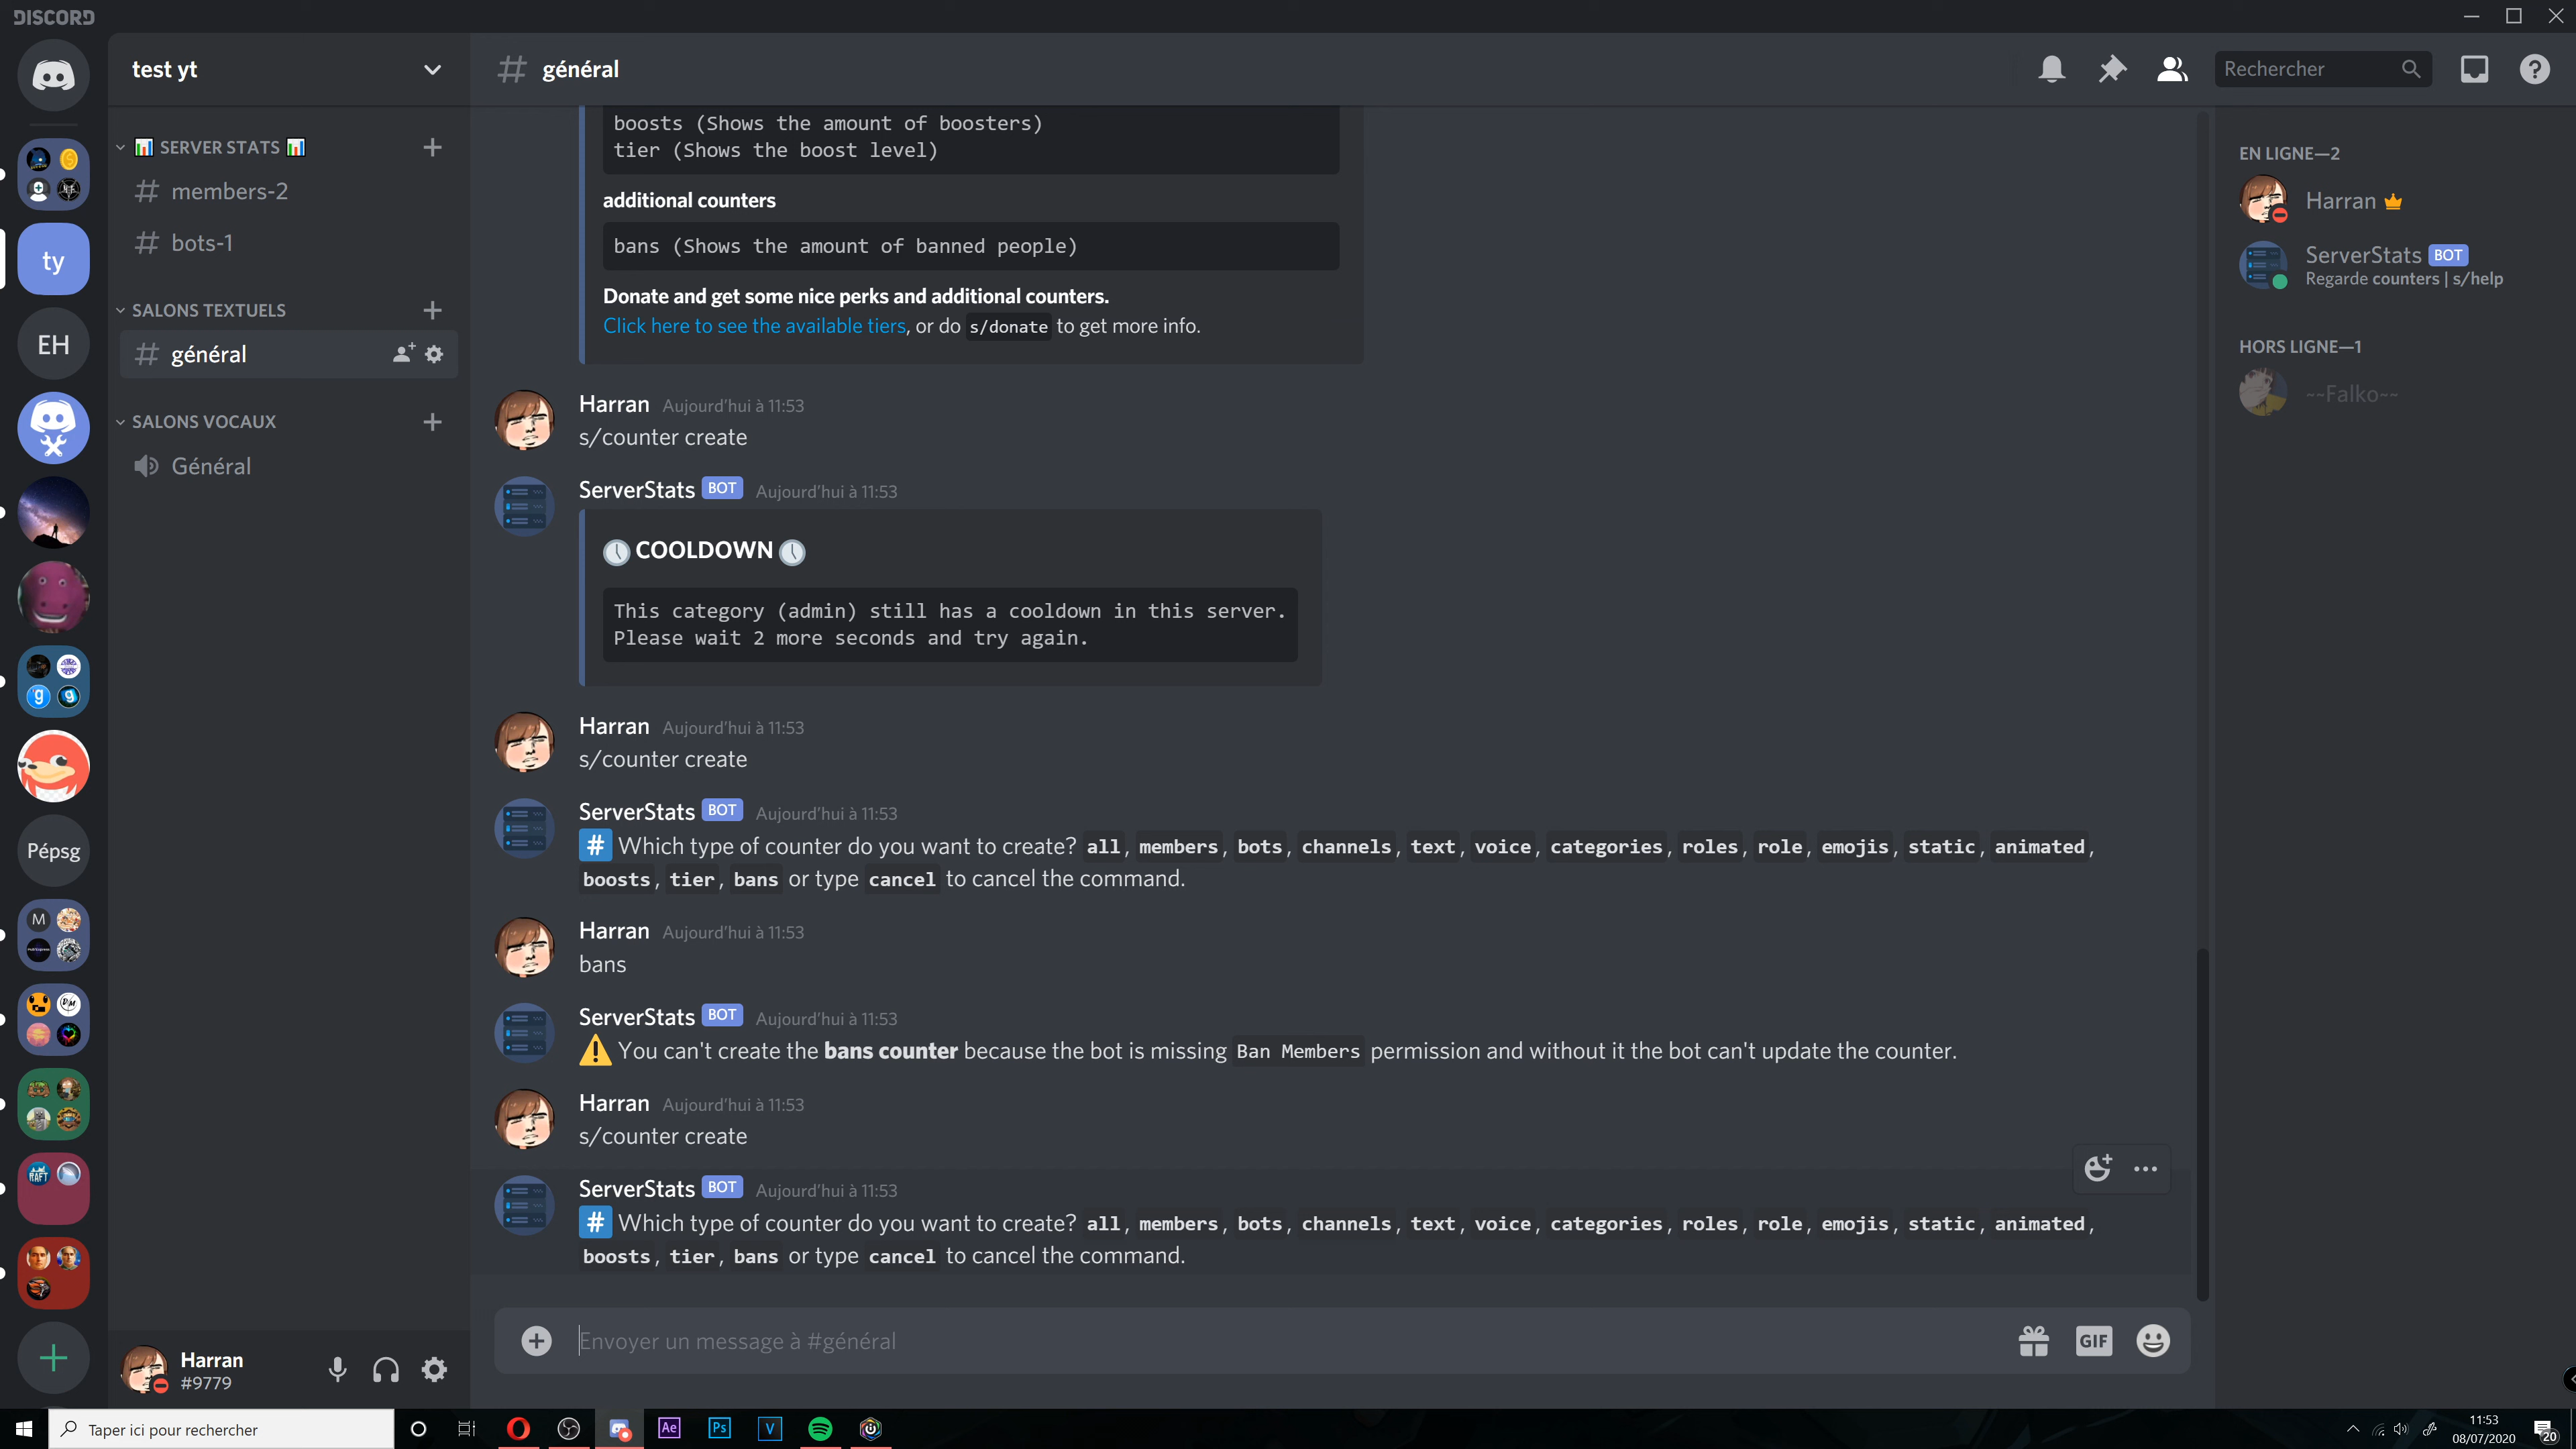 DISCORD
test yt
général
Rechercher
SERVER STATS
members-2
bots-1
SALONS TEXTUELS
général
SALONS VOCAUX
Général
ty
EH
Pépsg
M
RAFT
boosts (Shows the amount of boosters)
tier (Shows the boost level)
additional counters
bans (Shows the amount of banned people)
Donate and get some nice perks and additional counters.
Click here to see the available tiers, or do s/donate to get more info.
Harran Aujourd'hui à 11:53
s/counter create
ServerStats BOT Aujourd'hui à 11:53
COOLDOWN
This category (admin) still has a cooldown in this server.
Please wait 2 more seconds and try again.
Harran Aujourd'hui à 11:53
s/counter create
ServerStats BOT Aujourd'hui à 11:53
# Which type of counter do you want to create? all, members, bots, channels, text, voice, categories, roles, role, emojis, static, animated,
boosts, tier, bans or type cancel to cancel the command.
Harran Aujourd'hui à 11:53
bans
ServerStats BOT Aujourd'hui à 11:53
You can't create the bans counter because the bot is missing Ban Members permission and without it the bot can't update the counter.
Harran Aujourd'hui à 11:53
s/counter create
ServerStats BOT Aujourd'hui à 11:53
# Which type of counter do you want to create? all, members, bots, channels, text, voice, categories, roles, role, emojis, static, animated,
boosts, tier, bans or type cancel to cancel the command.
Envoyer un message à #général
GIF
EN LIGNE—2
Harran
ServerStats BOT
Regarde counters | s/help
HORS LIGNE—1
~~Falko~~
Harran
#9779
Taper ici pour rechercher
Ae
Ps
V
11:53
08/07/2020
20